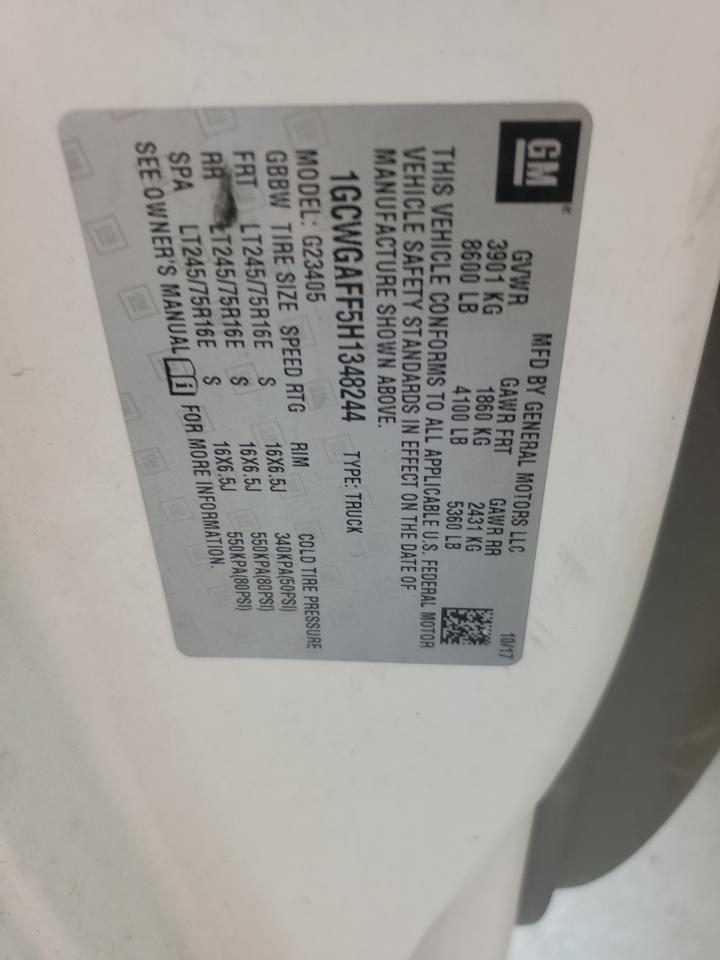 GM®
MFD BY GENERAL MOTORS LLC 10/17
GVWR GAWR FRT GAWR RR
3901 KG 1860 KG 2431 KG
8600 LB 4100 LB 5360 LB
THIS VEHICLE CONFORMS TO ALL APPLICABLE U.S. FEDERAL MOTOR
VEHICLE SAFETY STANDARDS IN EFFECT ON THE DATE OF
MANUFACTURE SHOWN ABOVE.
1GCWGAFF5H1348244 TYPE: TRUCK
MODEL: G23405
GBBW TIRE SIZE SPEED RTG RIM COLD TIRE PRESSURE
FRT LT245/75R16E S 16X6.5J 340KPA(50PSI)
RR LT245/75R16E S 16X6.5J 550KPA(80PSI)
SPA LT245/75R16E S 16X6.5J 550KPA(80PSI)
SEE OWNER'S MANUAL i FOR MORE INFORMATION.